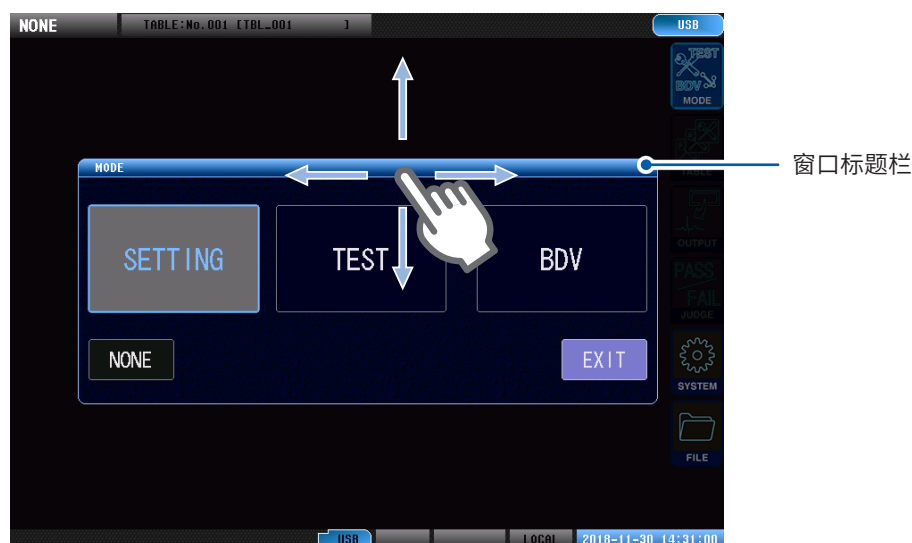 NONE TABLE:No.001 [TBL_001 ] USB
TEST
BDV
MODE
窗口标题栏
MODE
TABLE
SETTING TEST BDV
OUTPUT
PASS
FAIL
JUDGE
NONE EXIT
SYSTEM
FILE
USB LOCAL 2018-11-30 14:31:00